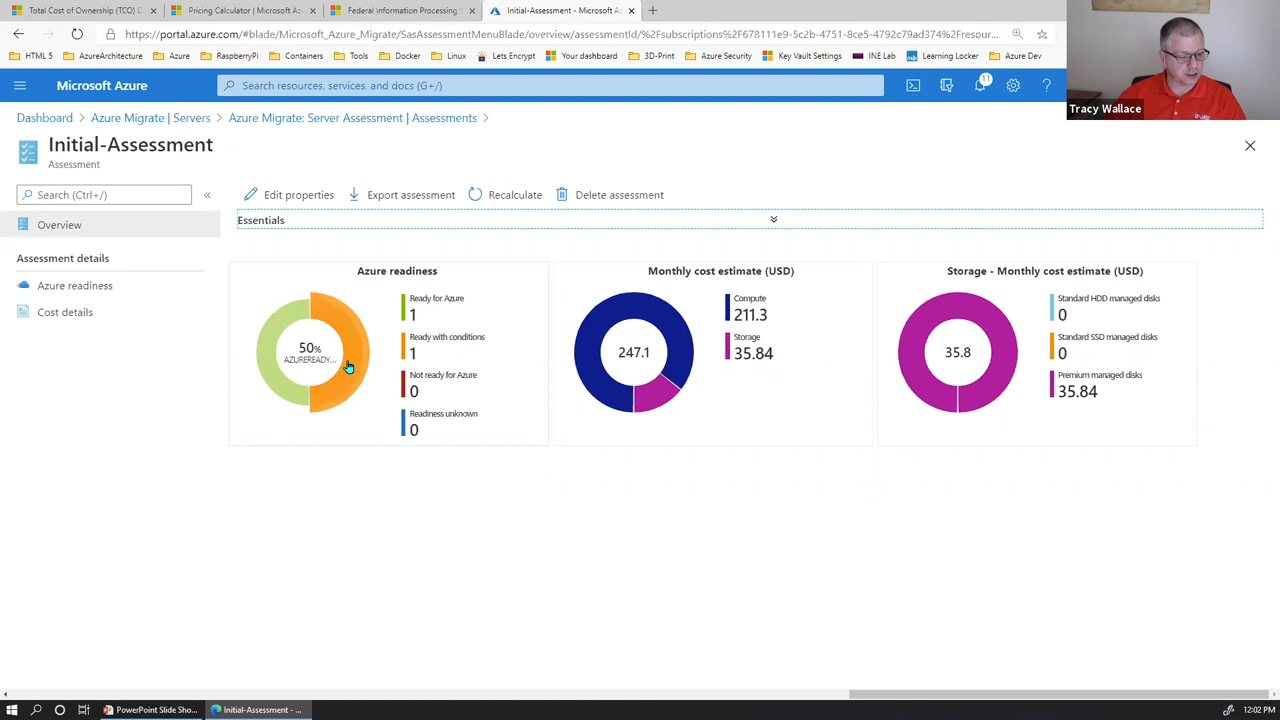 Total Cost of Ownership (TCO) C
Pricing Calculator | Microsoft Az
Federal Information Processing S
Initial-Assessment - Microsoft A
https://portal.azure.com/#blade/Microsoft_Azure_Migrate/SasAssessmentMenuBlade/overview/assessmentId/%2Fsubscriptions%2F678111e9-5c2b-4751-8ce5-4792c79ad374%2Fresour...
HTML 5
AzureArchitecture
Azure
RaspberryPi
Containers
Tools
Docker
Linux
Lets Encrypt
Your dashboard
3D-Print
Azure Security
Key Vault Settings
INE Lab
Learning Locker
Azure Dev
Microsoft Azure
Search resources, services, and docs (G+/)
11
Tracy Wallace
Dashboard
Azure Migrate | Servers
Azure Migrate: Server Assessment | Assessments
Initial-Assessment
Assessment
Search (Ctrl+/)
Edit properties
Export assessment
Recalculate
Delete assessment
Overview
Essentials
Assessment details
Azure readiness
Cost details
Azure readiness
50%
AZUREREADY...
Ready for Azure
1
Ready with conditions
1
Not ready for Azure
0
Readiness unknown
0
Monthly cost estimate (USD)
247.1
Compute
211.3
Storage
35.84
Storage - Monthly cost estimate (USD)
35.8
Standard HDD managed disks
0
Standard SSD managed disks
0
Premium managed disks
35.84
PowerPoint Slide Sho...
Initial-Assessment - ...
12:02 PM